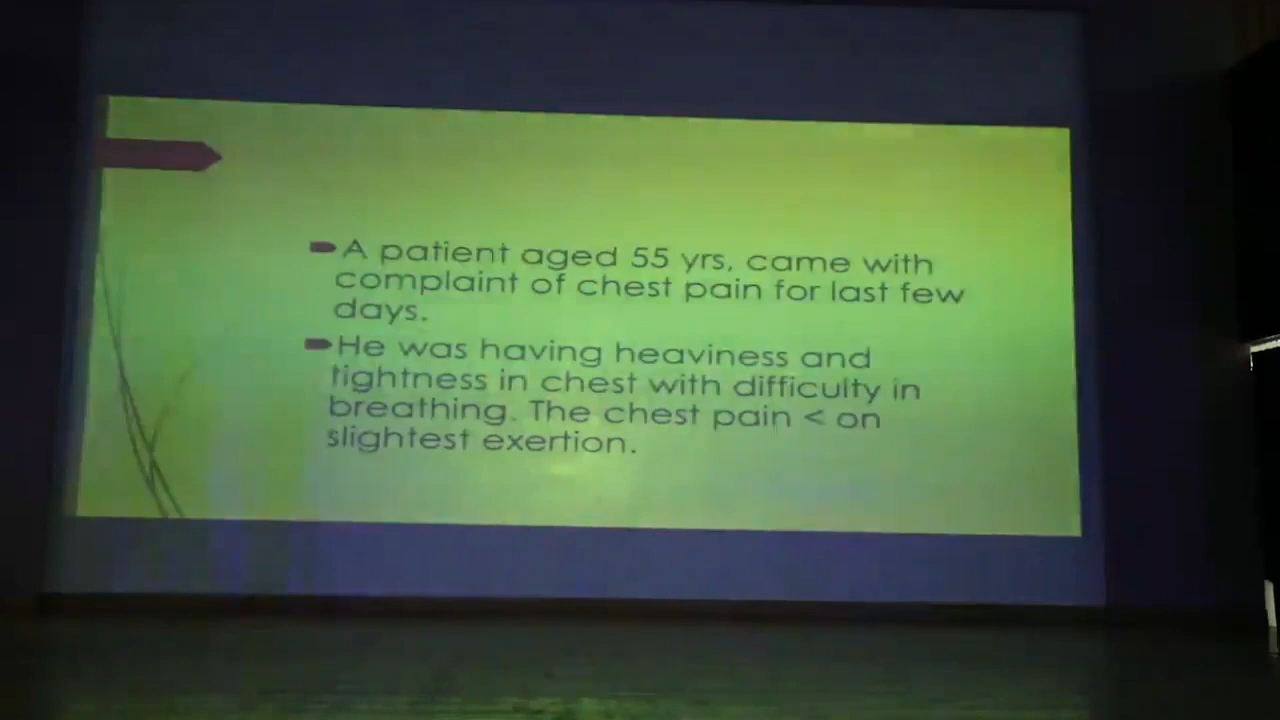 A patient aged 55 yrs, came with
complaint of chest pain for last few
days.
He was having heaviness and
tightness in chest with difficulty in
breathing. The chest pain < on
slightest exertion.